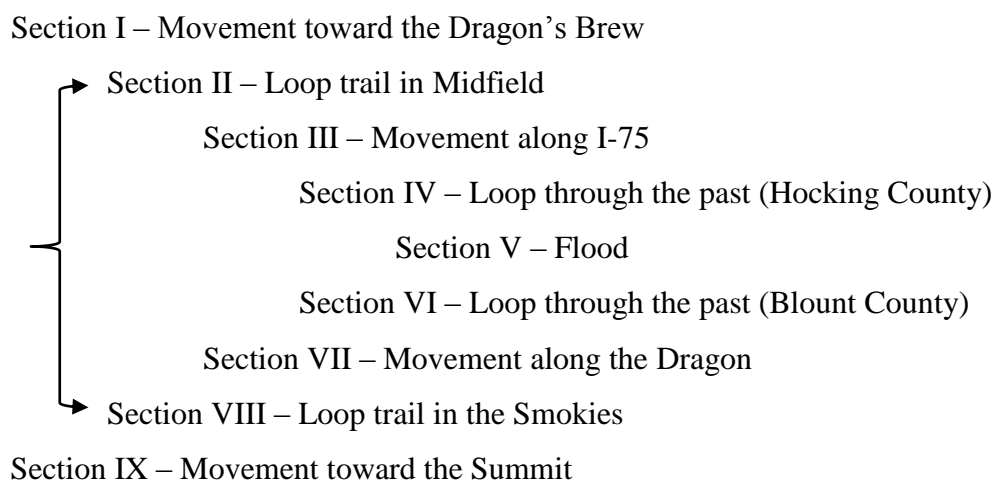 Section I – Movement toward the Dragon’s Brew
Section II – Loop trail in Midfield
Section III – Movement along I-75
Section IV – Loop through the past (Hocking County)
Section V – Flood
Section VI – Loop through the past (Blount County)
Section VII – Movement along the Dragon
Section VIII – Loop trail in the Smokies
Section IX – Movement toward the Summit